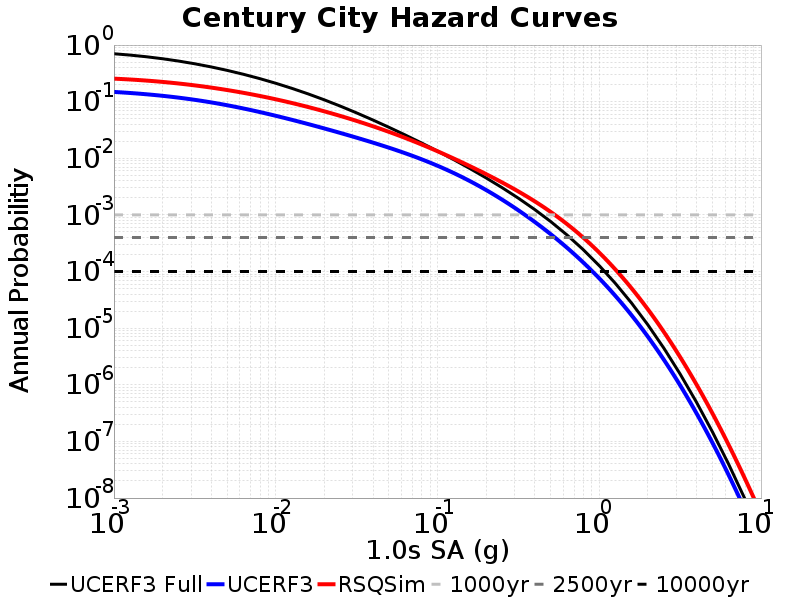 Century City Hazard Curves
Annual Probabilitiy
10^0
10^-1
10^-2
10^-3
10^-4
10^-5
10^-6
10^-7
10^-8
10^-3 10^-2 10^-1 10^0 10^1
1.0s SA (g)
UCERF3 Full UCERF3 RSQSim 1000yr 2500yr 10000yr